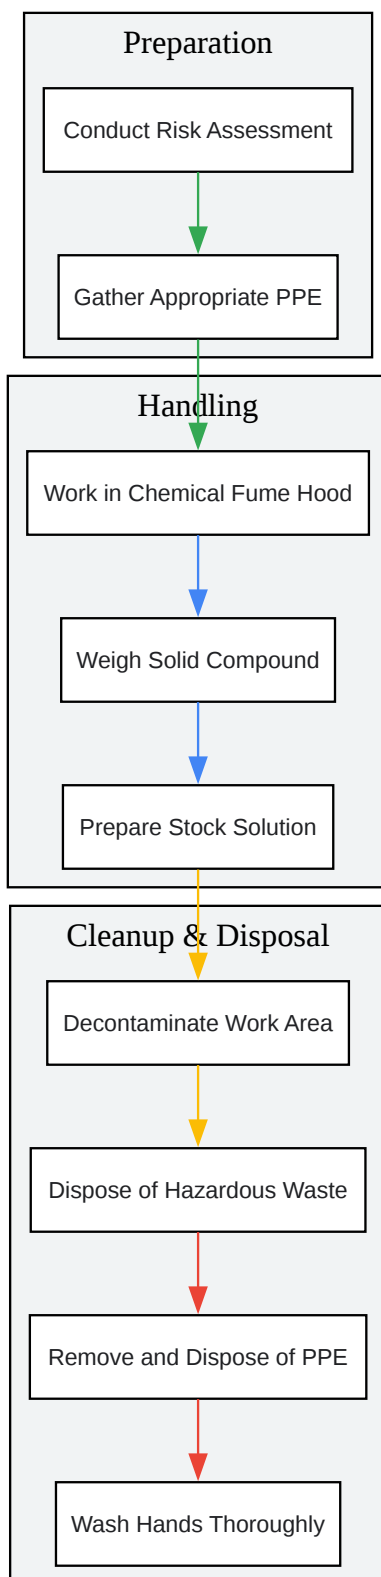 Preparation
Conduct Risk Assessment
Gather Appropriate PPE
Handling
Work in Chemical Fume Hood
Weigh Solid Compound
Prepare Stock Solution
Cleanup & Disposal
Decontaminate Work Area
Dispose of Hazardous Waste
Remove and Dispose of PPE
Wash Hands Thoroughly